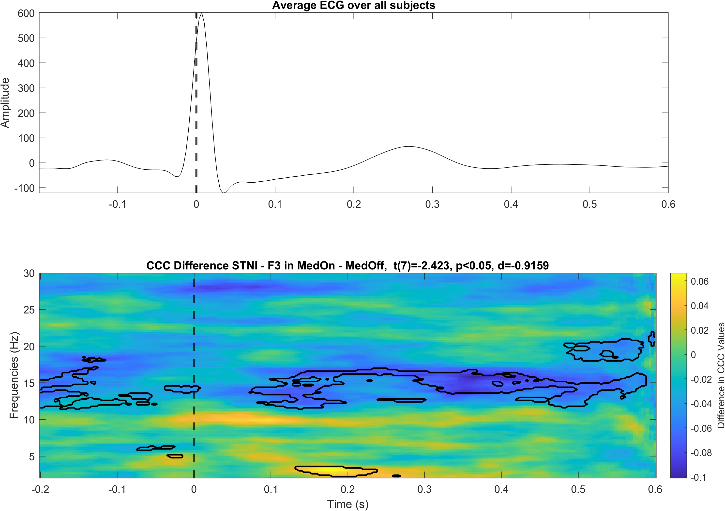 Average ECG over all subjects
600
500
400
300
200
100
0
-100
Amplitude
-0.1 0 0.1 0.2 0.3 0.4 0.5 0.6
CCC Difference STNI - F3 in MedOn - MedOff, t(7)=-2.423, p<0.05, d=-0.9159
30
25
20
15
10
5
Frequencies (Hz)
-0.2 -0.1 0 0.1 0.2 0.3 0.4 0.5 0.6
Time (s)
0.06
0.04
0.02
0
-0.02
-0.04
-0.06
-0.08
-0.1
Difference in CCC Values